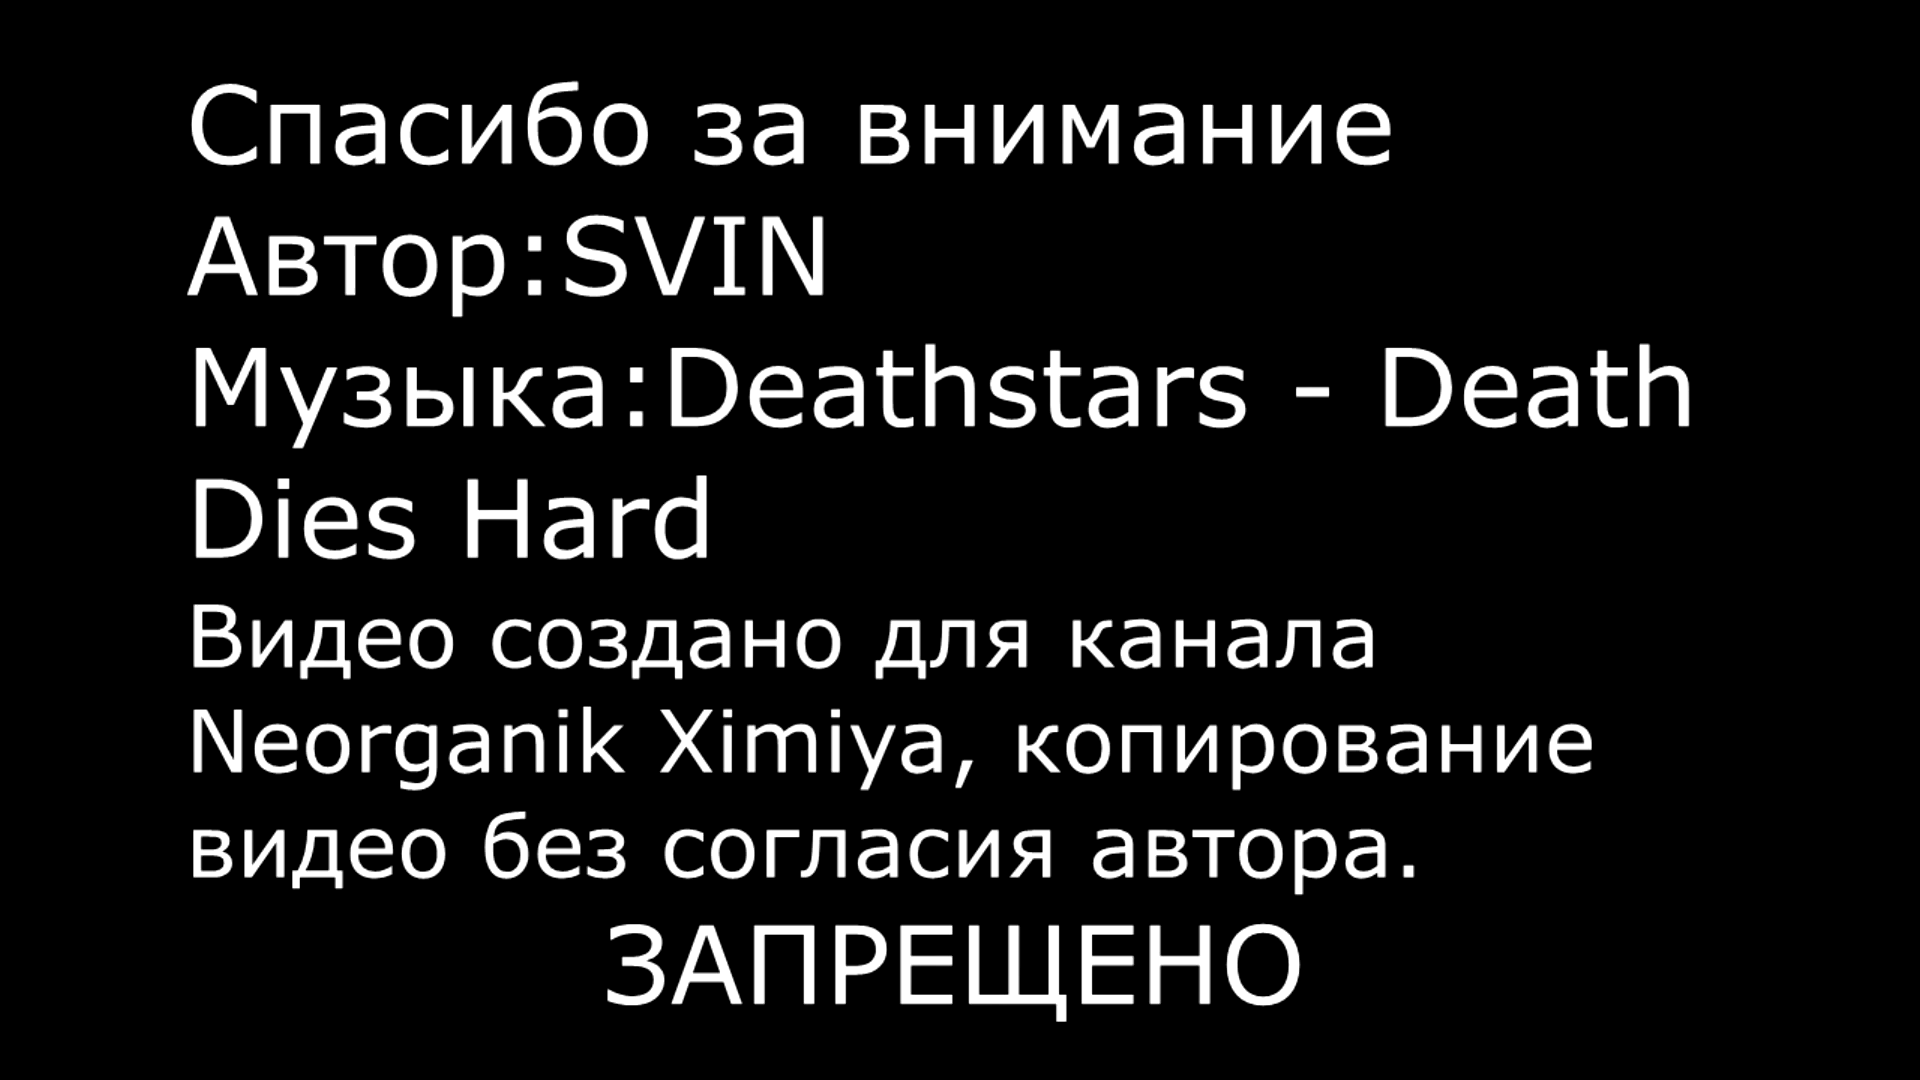 Спасибо за внимание
Автор:SVIN
Музыка:Deathstars - Death
Dies Hard
Видео создано для канала
Neorganik Ximiya, копирование
видео без согласия автора.
ЗАПРЕЩЕНО